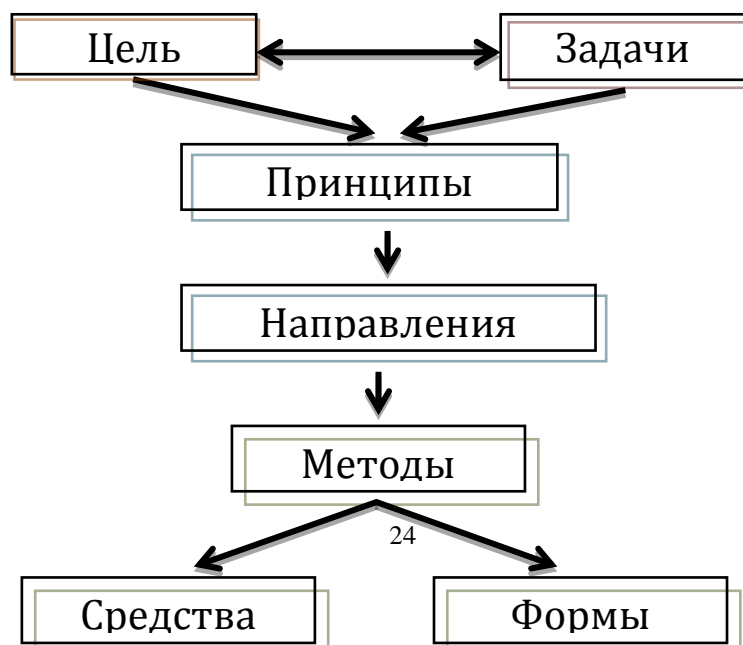 Цель
Задачи
Принципы
Направления
Методы
24
Средства
Формы